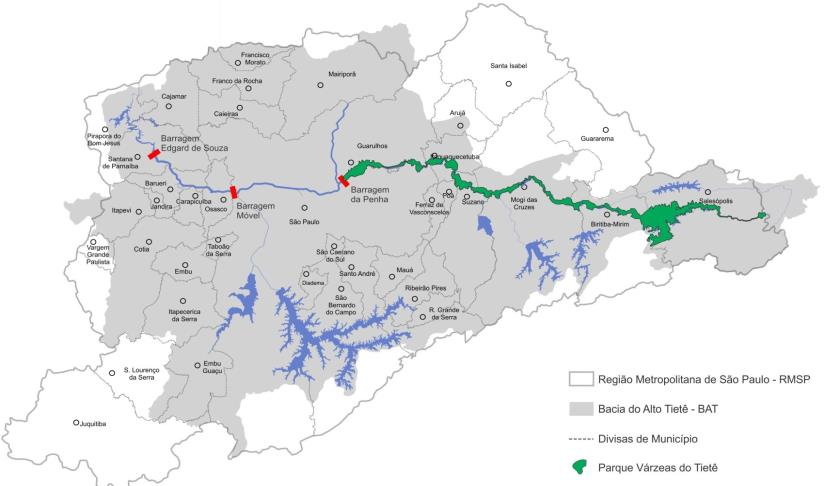 Francisco
Morato
Franco da Rocha
Mairiporã
Santa Isabel
Cajamar
Caieiras
Arujá
Pirapora do
Bom Jesus
Barragem
Edgard de Souza
Guararema
Guarulhos
Itaquaquecetuba
Santana
de Parnaíba
Barueri
Jandira
Carapicuíba
Osasco
Itapevi
Barragem
Móvel
Barragem
da Penha
São Paulo
Ferraz de
Vasconcelos
Poá
Suzano
Mogi das
Cruzes
Biritiba-Mirim
Salesópolis
Vargem
Grande
Paulista
Cotia
Taboão
da Serra
Embu
São Caetano
do Sul
Santo André
Diadema
Mauá
São
Bernardo
do Campo
Ribeirão Pires
R. Grande
da Serra
Itapecerica
da Serra
Embu
Guaçu
S. Lourenço
da Serra
Juquitiba
Região Metropolitana de São Paulo - RMSP
Bacia do Alto Tietê - BAT
Divisas de Município
Parque Várzeas do Tietê